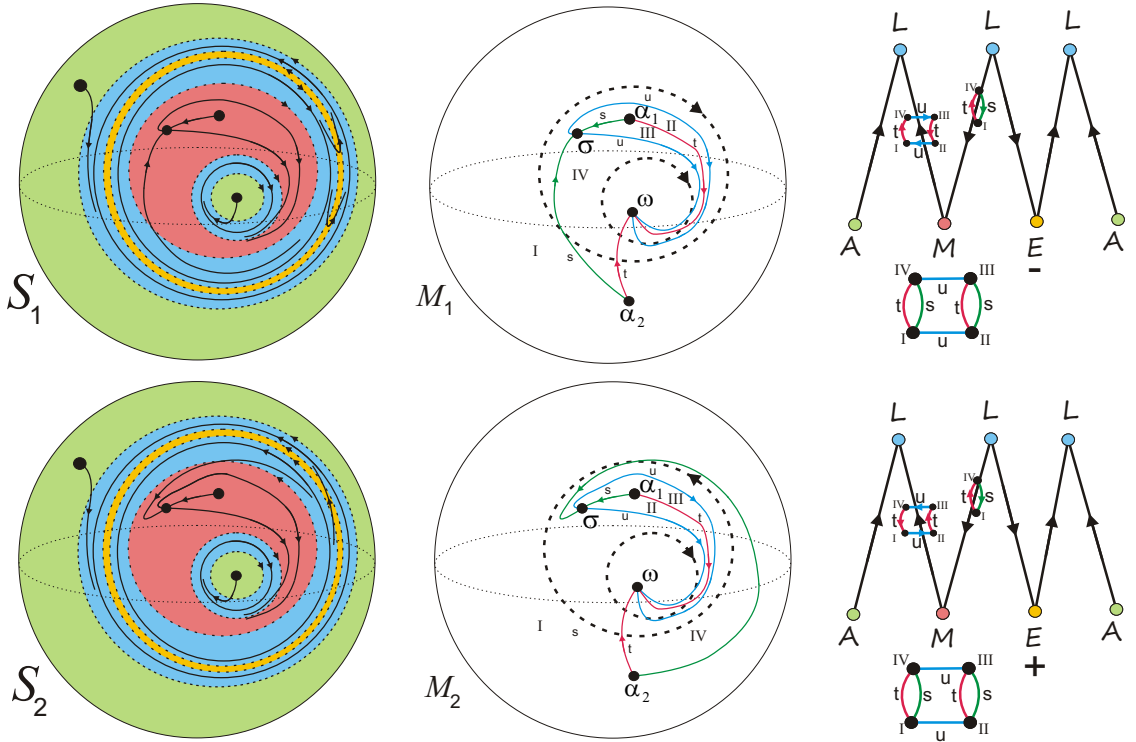 L L L
u
s
α1 II
III
σ
u
t
IV
ω
I
s
t
α2
S1
M1
IV u III
t t
I u II
IV
t s
I
A M E A
-
IV III
u
t s t s
I u II
L L L
u
s
α1 III
II
σ
u
t
ω
I
s
IV
t
α2
S2
M2
IV u III
t t
I u II
IV
t s
I
A M E A
+
IV III
u
t s t s
I u II